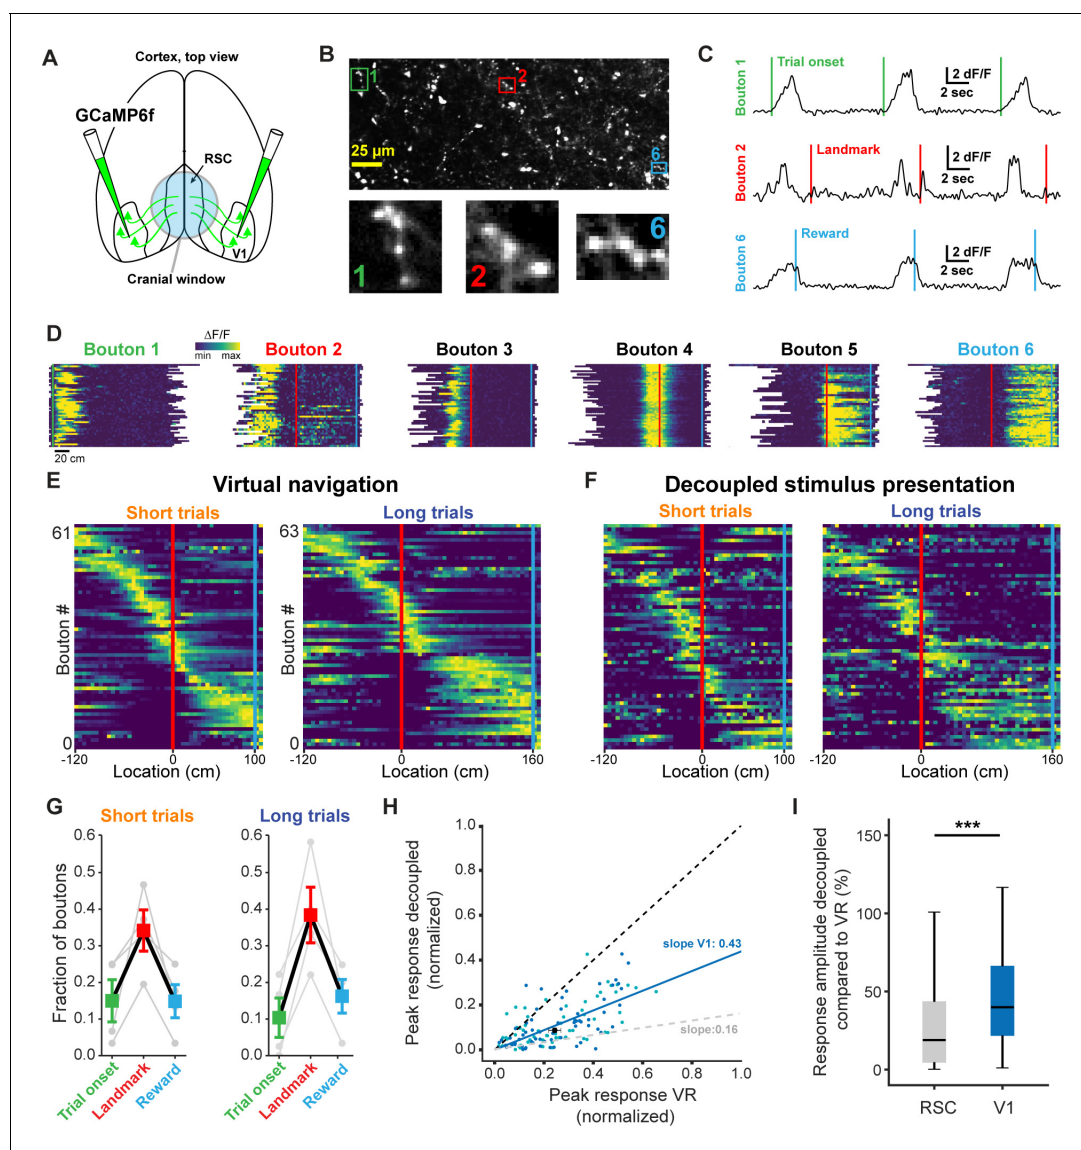 A
Cortex, top view
GCaMP6f
RSC
V1
Cranial window
B
1
2
6
25 µm
1
2
6
C
Bouton 1
Trial onset
2 dF/F
2 sec
Bouton 2
Landmark
2 dF/F
2 sec
Bouton 6
Reward
2 dF/F
2 sec
D
ΔF/F
min max
Bouton 1
Bouton 2
Bouton 3
Bouton 4
Bouton 5
Bouton 6
20 cm
E
Virtual navigation
Short trials
Long trials
61
63
Bouton #
Bouton #
0
0
-120 0 100
-120 0 160
Location (cm)
Location (cm)
F
Decoupled stimulus presentation
Short trials
Long trials
-120 0 100
-120 0 160
Location (cm)
Location (cm)
G
Short trials
Long trials
Fraction of boutons
0.6
0.5
0.4
0.3
0.2
0.1
0.0
0.6
0.5
0.4
0.3
0.2
0.1
0.0
Trial onset
Landmark
Reward
Trial onset
Landmark
Reward
H
Peak response decoupled
(normalized)
1.0
0.8
0.6
0.4
0.2
0.0
slope V1: 0.43
slope:0.16
0.0 0.2 0.4 0.6 0.8 1.0
Peak response VR
(normalized)
I
Response amplitude decoupled
compared to VR (%)
150
100
50
0
***
RSC
V1